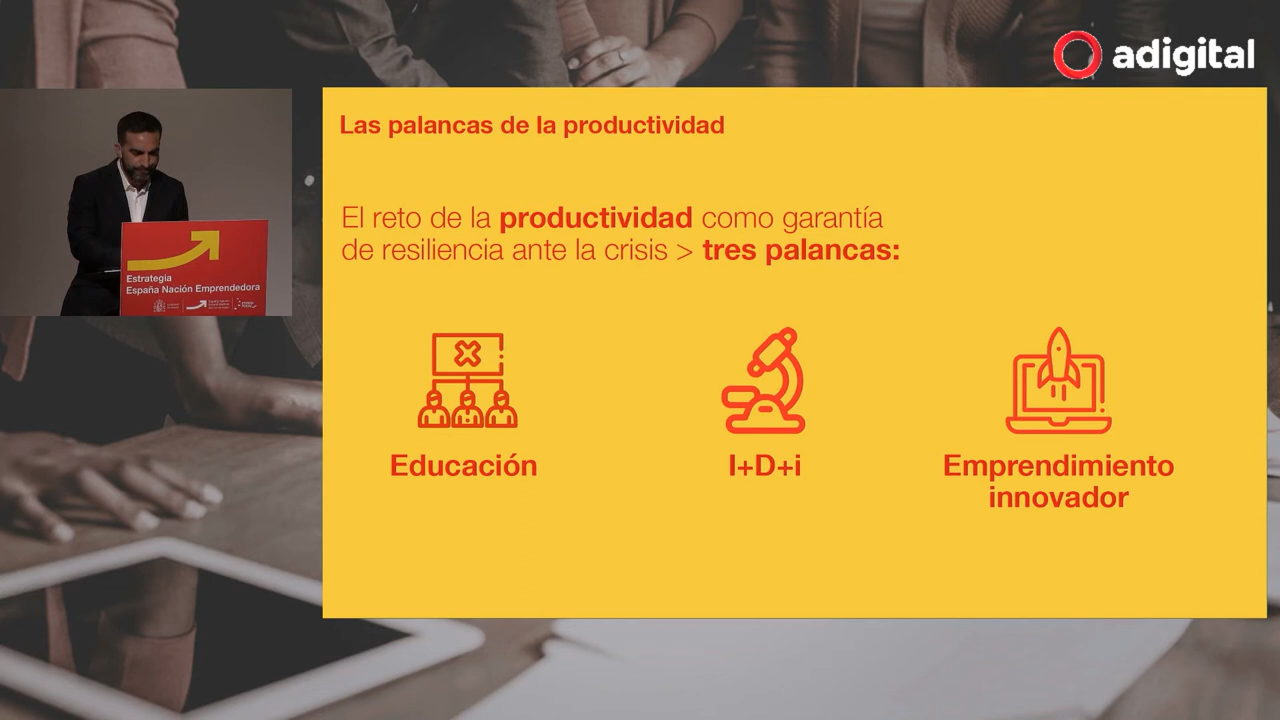 adigital
Las palancas de la productividad
El reto de la productividad como garantía
de resiliencia ante la crisis > tres palancas:
Educación
I+D+i
Emprendimiento
innovador
Estrategia
España Nación Emprendedora